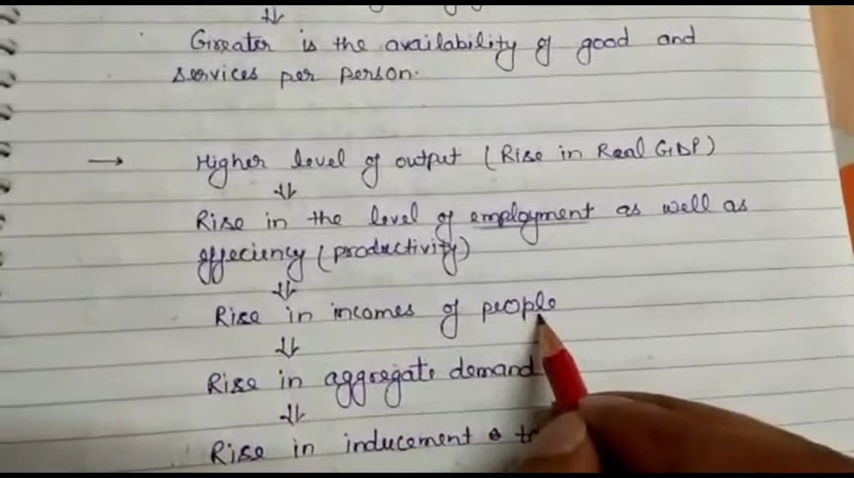 Greater is the availability of good and
services per person.
→ Higher level of output (Rise in Real GDP)
Rise in the level of employment as well as
effeciency (productivity)
Rise in incomes of people
Rise in aggregate demand
Rise in inducement